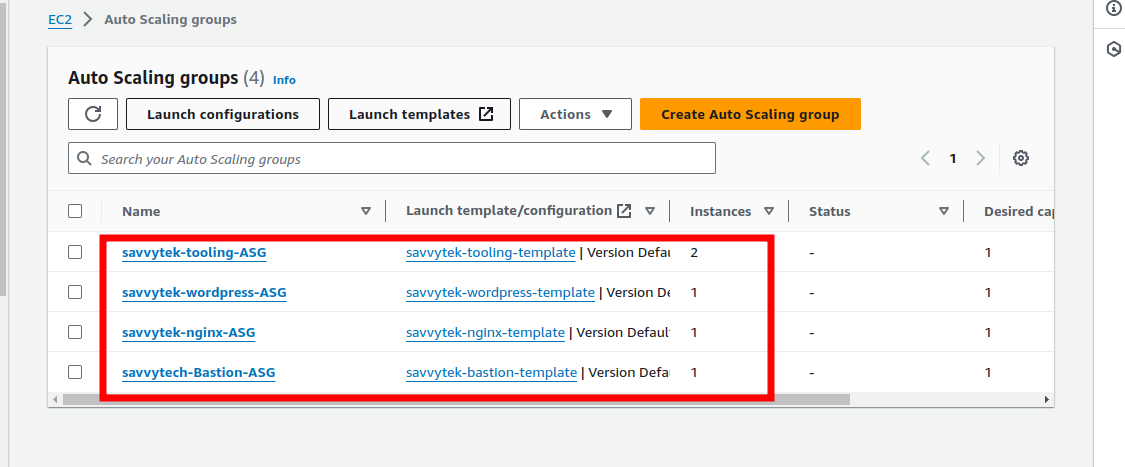 EC2 > Auto Scaling groups
Auto Scaling groups (4) Info
Launch configurations Launch templates Actions Create Auto Scaling group
Search your Auto Scaling groups 1
Name Launch template/configuration Instances Status Desired cap
savvytek-tooling-ASG savvytek-tooling-template | Version Defau 2 - 1
savvytek-wordpress-ASG savvytek-wordpress-template | Version De 1 - 1
savvytek-nginx-ASG savvytek-nginx-template | Version Default 1 - 1
savvytech-Bastion-ASG savvytek-bastion-template | Version Defau 1 - 1